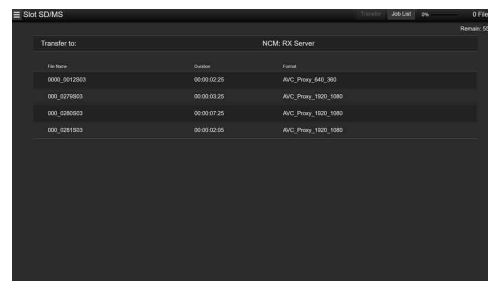 Slot SD/MS Transfer Job List 0% 0 File
Remain: 55
Transfer to: NCM: RX Server
File Name Duration Format
0000_0012S03 00:00:02:25 AVC_Proxy_640_360
000_0279S03 00:00:03.25 AVC_Proxy_1920_1080
000_0280S03 00:00:07.25 AVC_Proxy_1920_1080
000_0281S03 00:00:02:05 AVC_Proxy_1920_1080